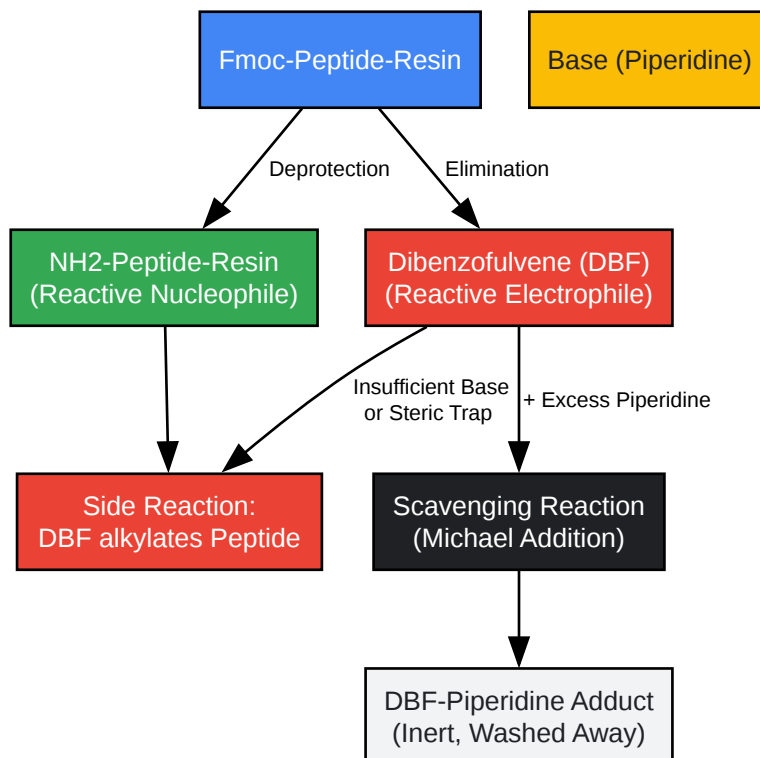 Fmoc-Peptide-Resin
Base (Piperidine)
Deprotection
Elimination
NH2-Peptide-Resin
(Reactive Nucleophile)
Dibenzofulvene (DBF)
(Reactive Electrophile)
Insufficient Base
or Steric Trap
+ Excess Piperidine
Side Reaction:
DBF alkylates Peptide
Scavenging Reaction
(Michael Addition)
DBF-Piperidine Adduct
(Inert, Washed Away)